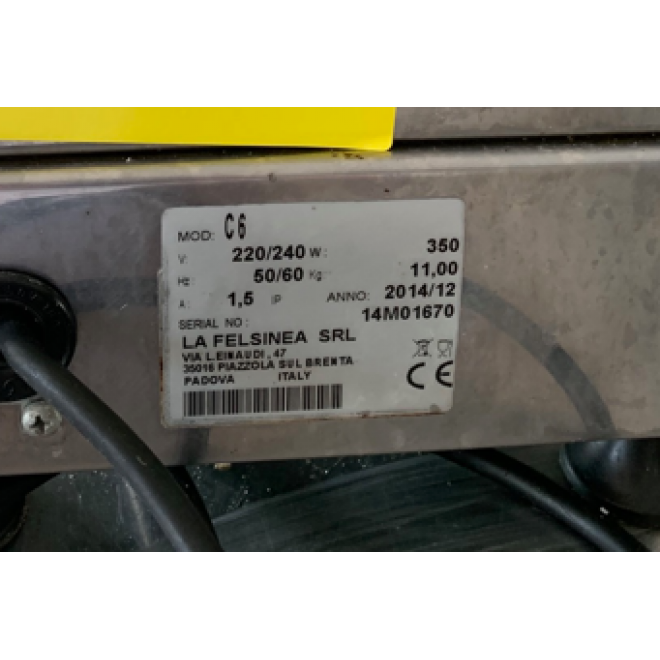 MOD: C6
V: 220/240 W: 350
Hz: 50/60 Kg: 11,00
A: 1,5 IP ANNO: 2014/12
SERIAL NO: 14M01670
LA FELSINEA SRL
VIA L.EINAUDI, 47
35016 PIAZZOLA SUL BRENTA
PADOVA ITALY
CE